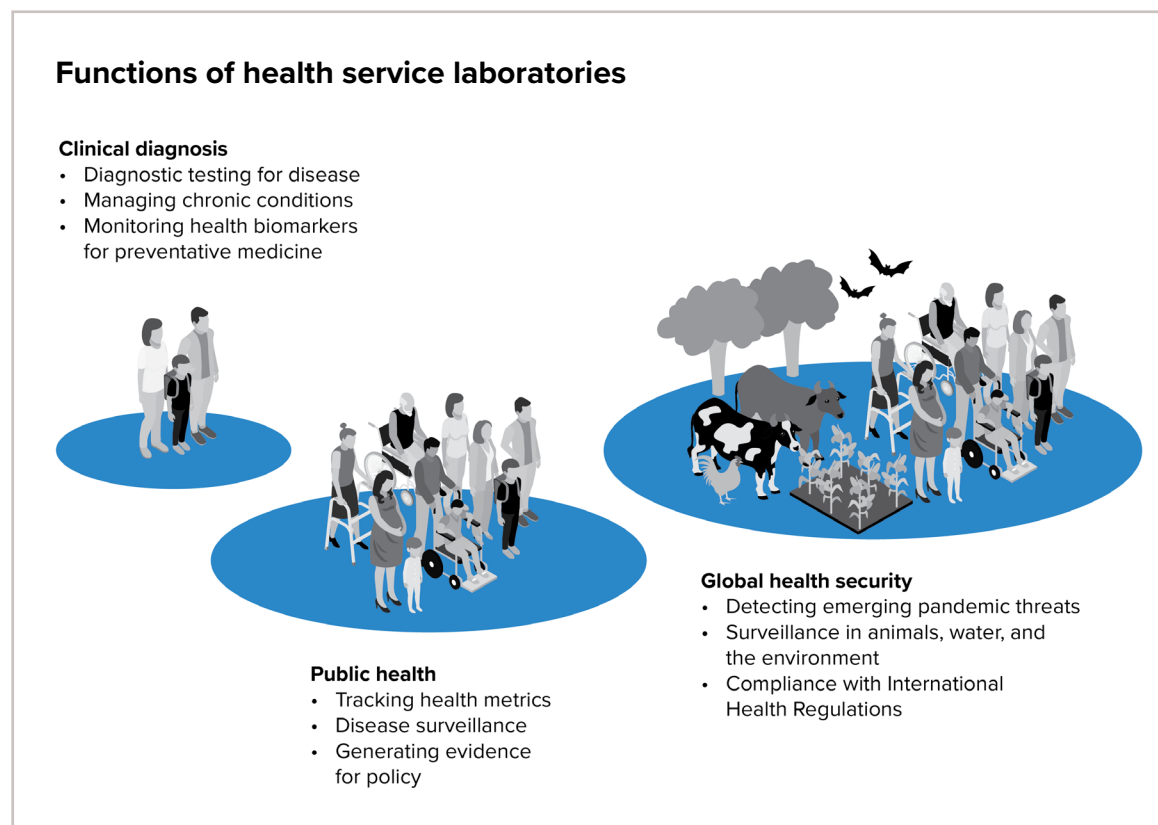 Functions of health service laboratories
Clinical diagnosis
• Diagnostic testing for disease
• Managing chronic conditions
• Monitoring health biomarkers
for preventative medicine
Public health
• Tracking health metrics
• Disease surveillance
• Generating evidence
for policy
Global health security
• Detecting emerging pandemic threats
• Surveillance in animals, water, and
the environment
• Compliance with International
Health Regulations